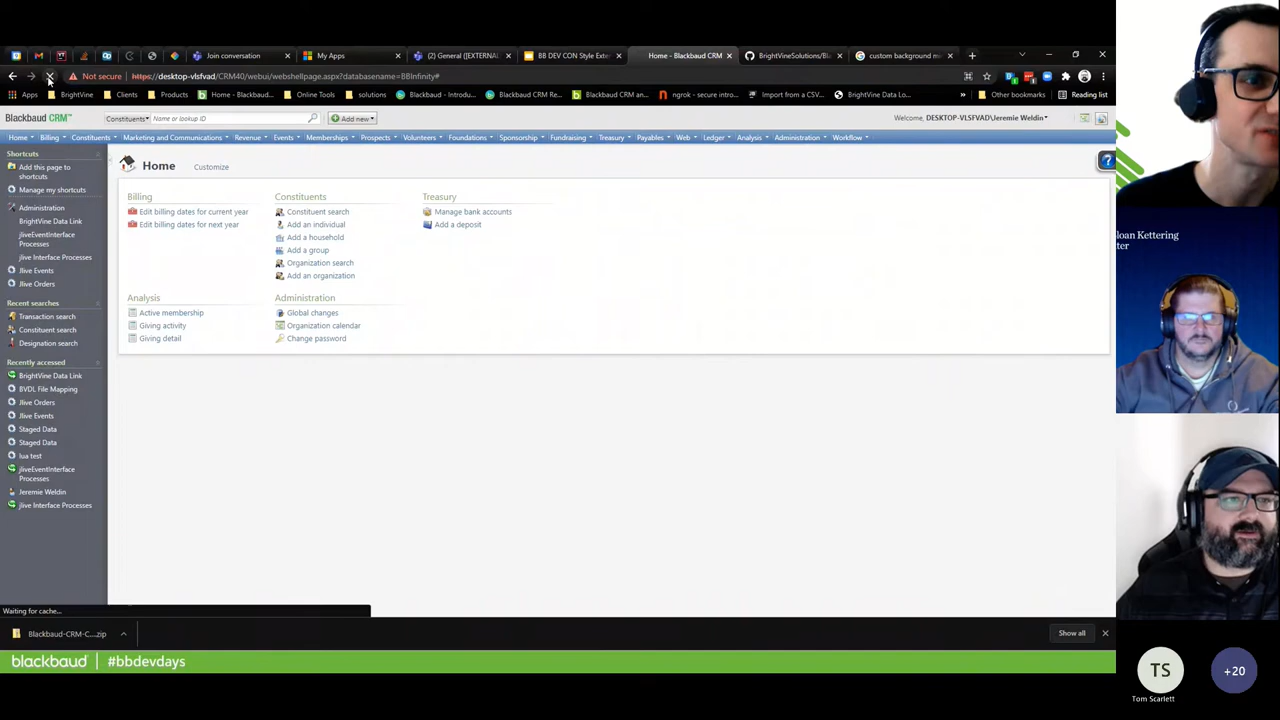 Join conversation
My Apps
(2) General ((EXTERNAL
BB DEV CON Style Exter
Home - Blackbaud CRM
BrightVineSolutions/Bla
custom background m
Not secure
https://desktop-vlsfvad/CRM40/webui/webshellpage.aspx?databasename=BBInfinity#
Apps
BrightVine
Clients
Products
Home - Blackbaud...
Online Tools
solutions
Blackbaud - Introdu...
Blackbaud CRM Re...
Blackbaud CRM an...
ngrok - secure intro...
Import from a CSV...
BrightVine Data Lo...
»
Other bookmarks
Reading list
Blackbaud CRM™
Constituents
Name or lookup ID
Add new
Welcome, DESKTOP-VLSFVAD\Jeremie Weldin
Home
Billing
Constituents
Marketing and Communications
Revenue
Events
Memberships
Prospects
Volunteers
Foundations
Sponsorship
Fundraising
Treasury
Payables
Web
Ledger
Analysis
Administration
Workflow
Shortcuts
Add this page to
shortcuts
Manage my shortcuts
Administration
BrightVine Data Link
jliveEventInterface
Processes
jlive Interface Processes
Jlive Events
Jlive Orders
Recent searches
Transaction search
Constituent search
Designation search
Recently accessed
BrightVine Data Link
BVDL File Mapping
Jlive Orders
Jlive Events
Staged Data
Staged Data
lua test
jliveEventInterface
Processes
Jeremie Weldin
jlive Interface Processes
Home
Customize
Billing
Edit billing dates for current year
Edit billing dates for next year
Constituents
Constituent search
Add an individual
Add a household
Add a group
Organization search
Add an organization
Treasury
Manage bank accounts
Add a deposit
Analysis
Active membership
Giving activity
Giving detail
Administration
Global changes
Organization calendar
Change password
Waiting for cache...
Blackbaud-CRM-C....zip
Show all
blackbaud
#bbdevdays
Sloan Kettering
ter
TS
Tom Scarlett
+20